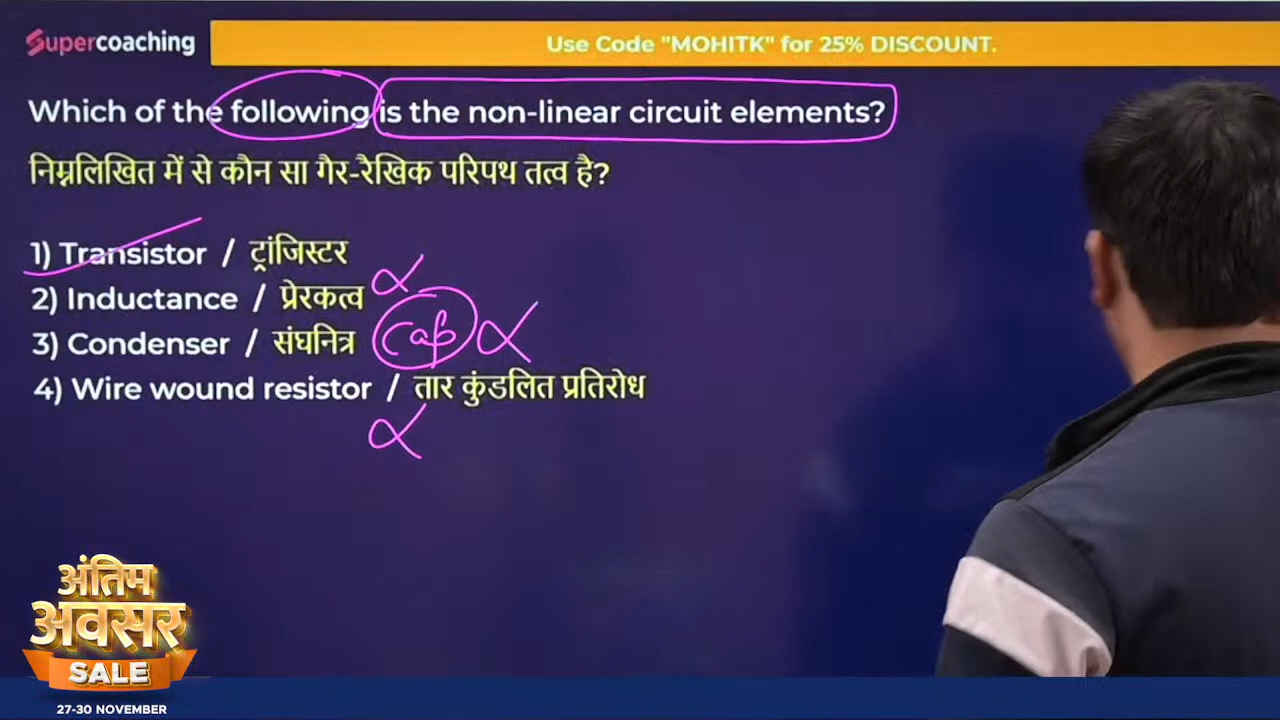 Supercoaching
Use Code "MOHITK" for 25% DISCOUNT.
Which of the following is the non-linear circuit elements?
निम्नलिखित में से कौन सा गैर-रैखिक परिपथ तत्व है?
1) Transistor / ट्रांजिस्टर
2) Inductance / प्रेरकत्व
3) Condenser / संघनित्र Cap
4) Wire wound resistor / तार कुंडलित प्रतिरोध
अंतिम
अवसर
SALE
27-30 NOVEMBER